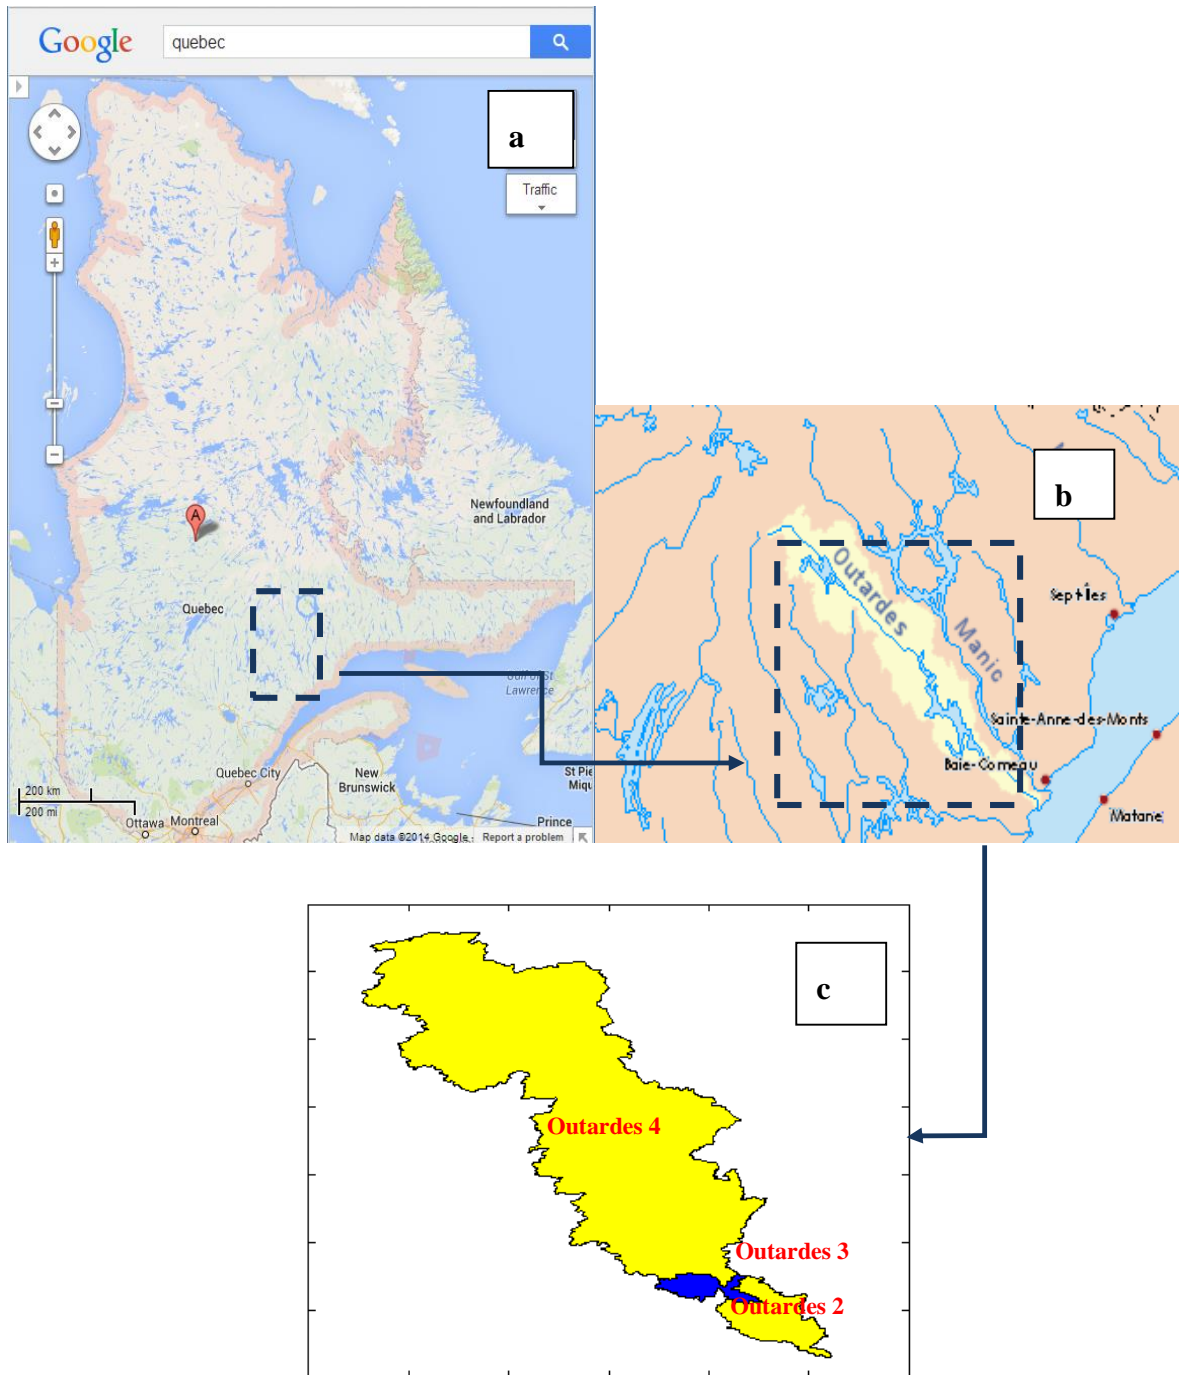 Google
quebec
a
Traffic
A
Newfoundland
and Labrador
Quebec
Gulf of St
Lawrence
Quebec City
New
Brunswick
St Pie
Miqu
200 km
200 mi
Ottawa
Montreal
Prince
Map data ©2014 Google - Report a problem
b
Outardes
Manic
Sept-Îles
Sainte-Anne-des-Monts
Baie-Comeau
Matane
c
Outardes 4
Outardes 3
Outardes 2